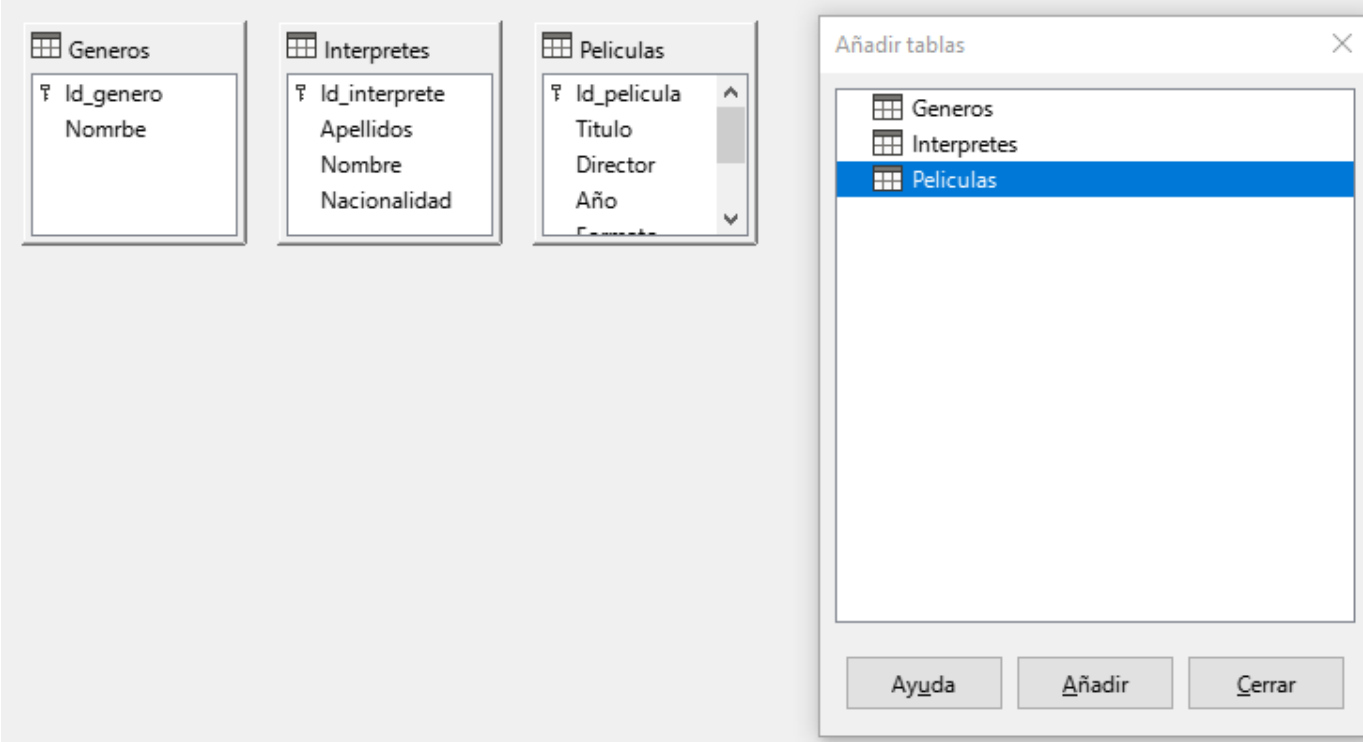 Generos
Id_genero
Nomrbe
Interpretes
Id_interprete
Apellidos
Nombre
Nacionalidad
Peliculas
Id_pelicula
Titulo
Director
Año
Añadir tablas
Generos
Interpretes
Peliculas
Ayuda
Añadir
Cerrar